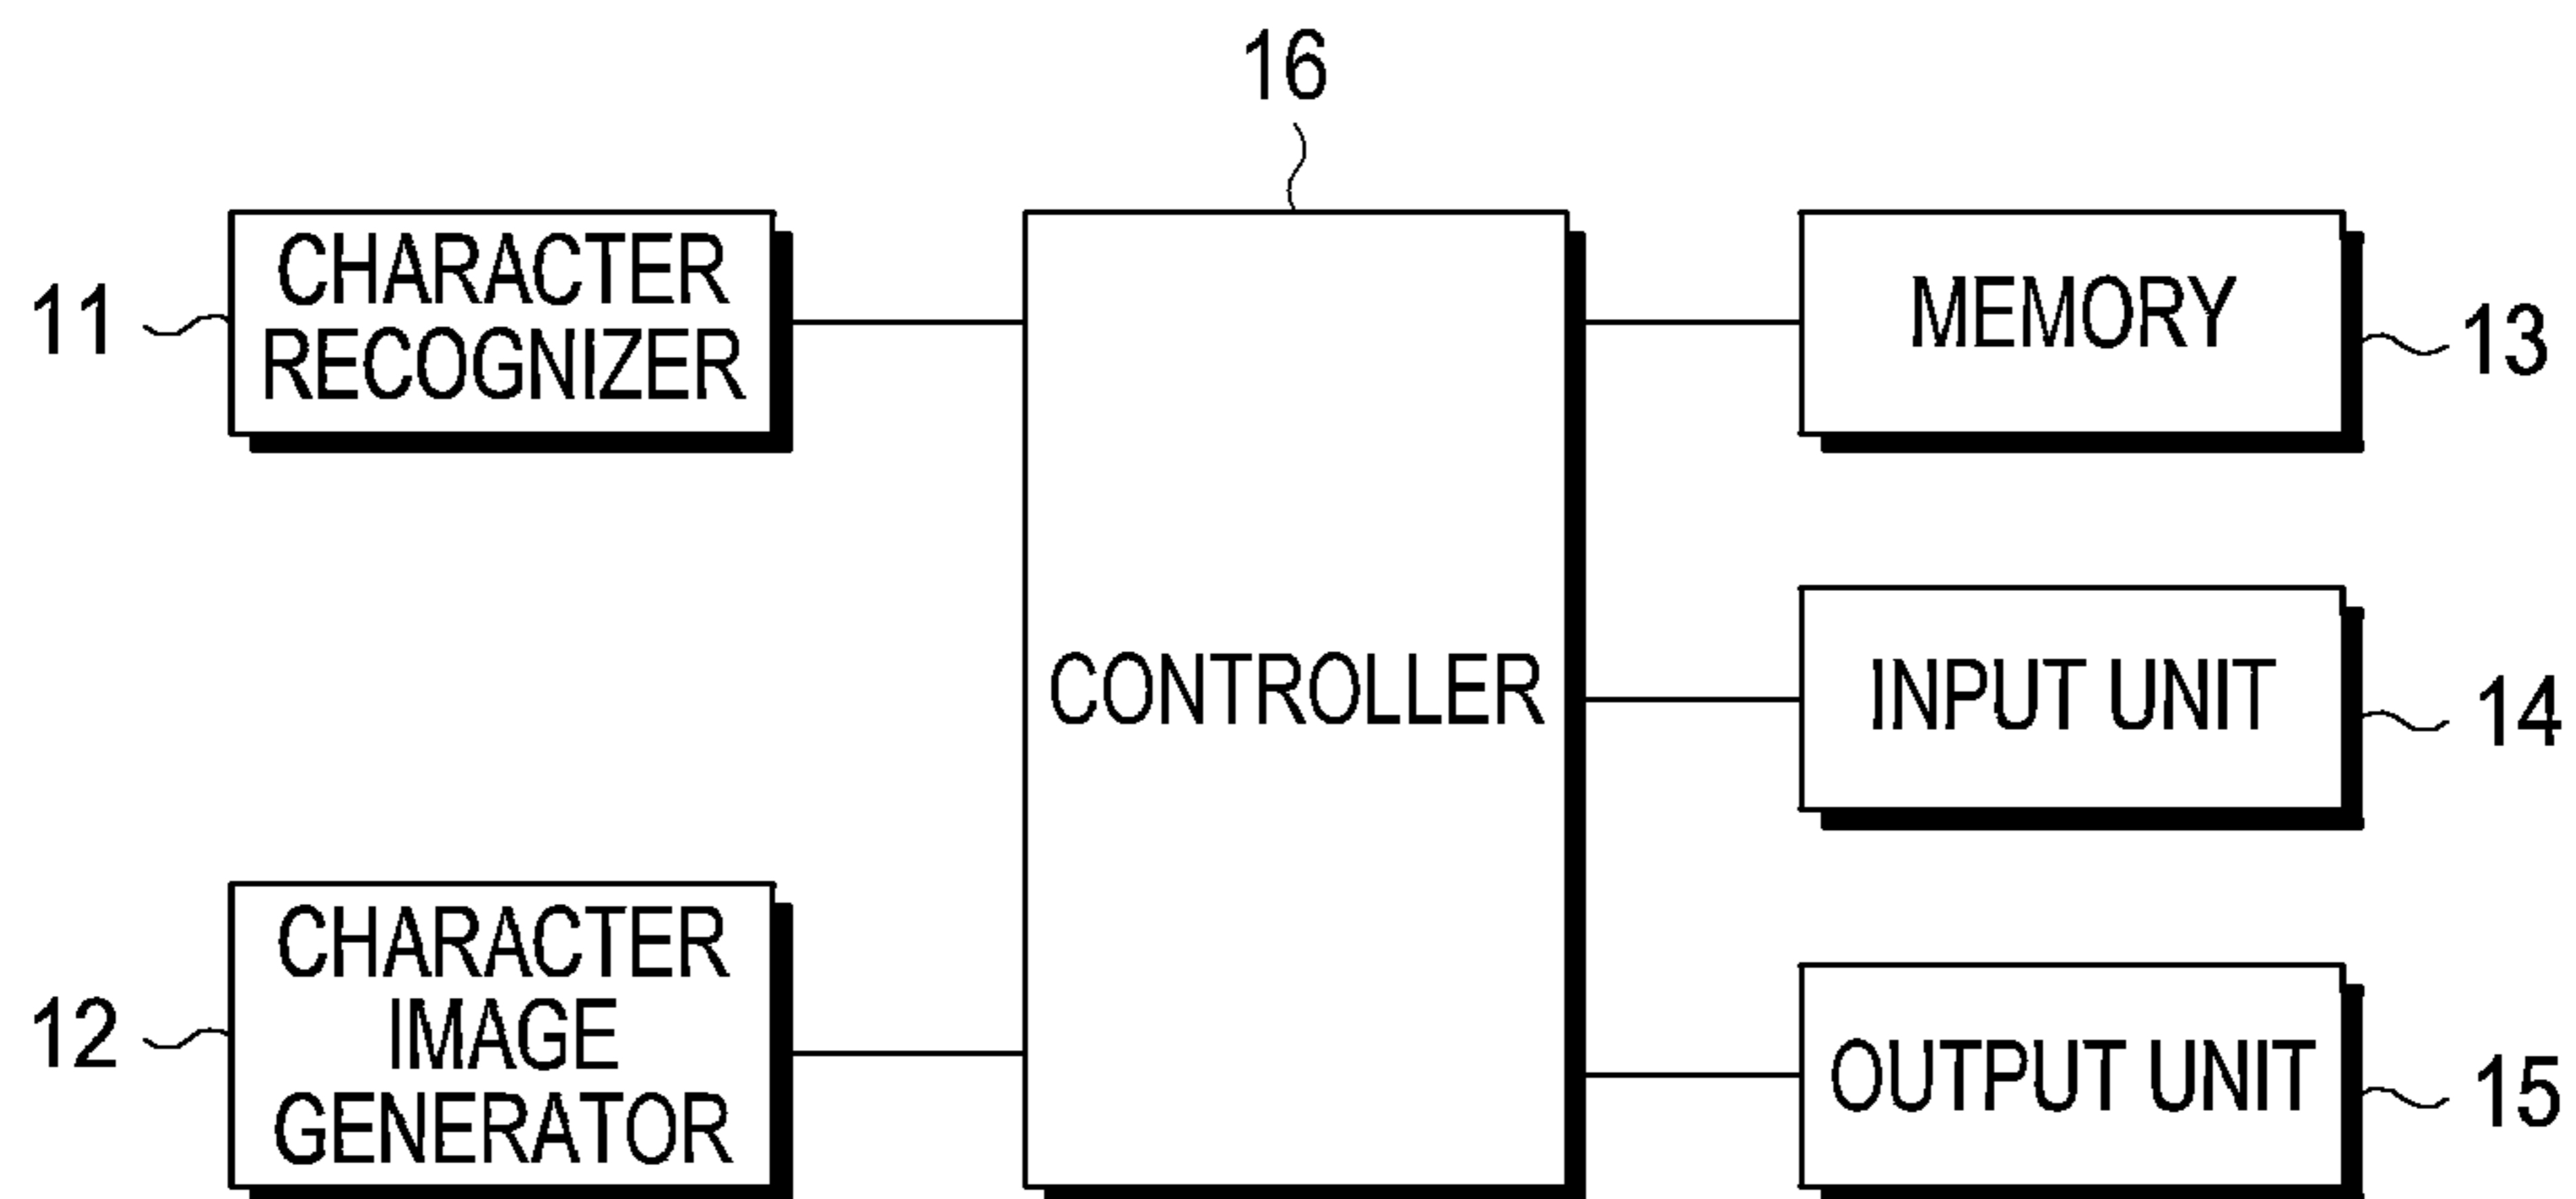 16
11
CHARACTER
RECOGNIZER
MEMORY
13
CONTROLLER
INPUT UNIT
14
12
CHARACTER
IMAGE
GENERATOR
OUTPUT UNIT
15